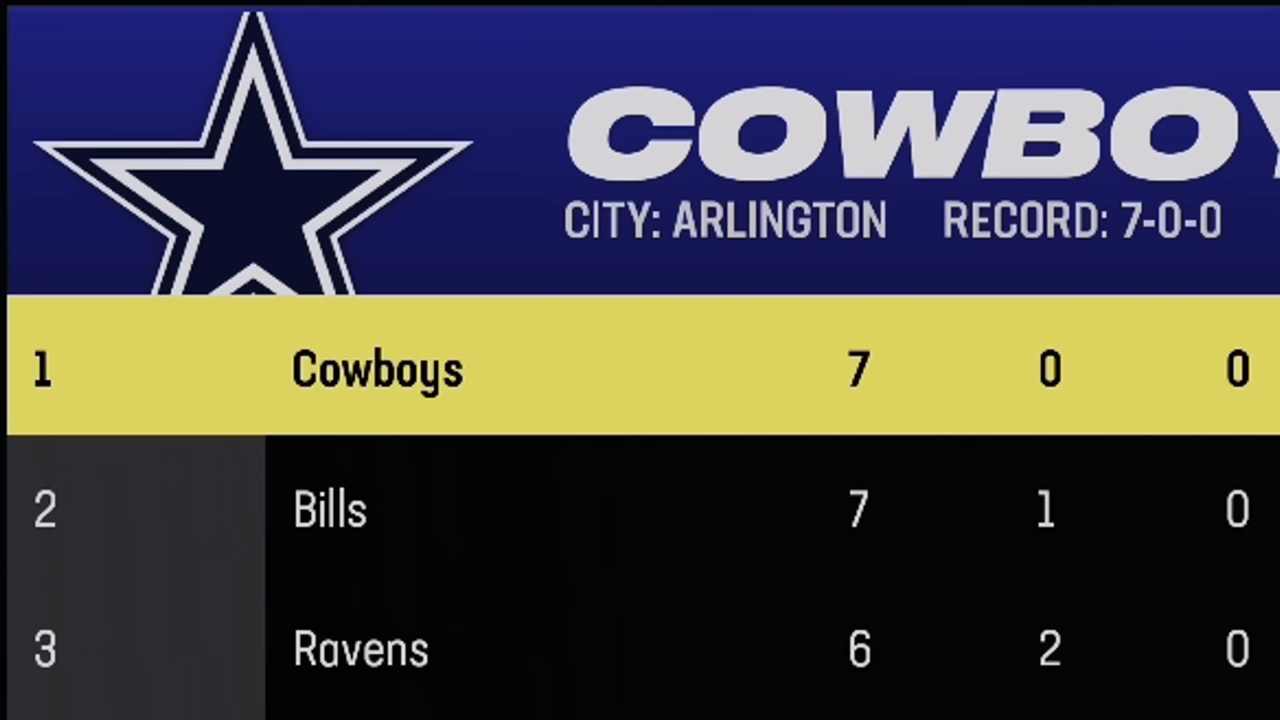 COWBOY
CITY: ARLINGTON RECORD: 7-0-0
1 Cowboys 7 0 0
2 Bills 7 1 0
3 Ravens 6 2 0